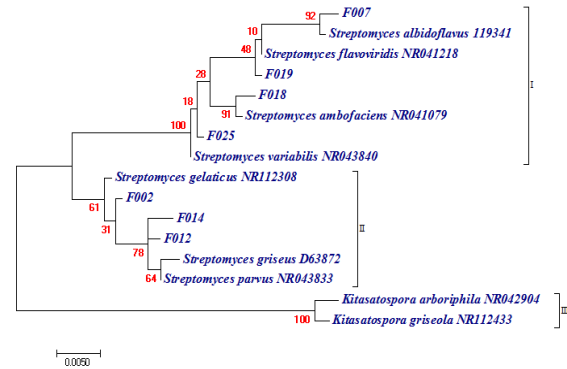 92
F007
Streptomyces albidoflavus 119341
10
Streptomyces flavoviridis NR041218
48
F019
28
F018
I
18
91
Streptomyces ambofaciens NR041079
100
F025
Streptomyces variabilis NR043840
Streptomyces gelaticus NR112308
F002
61
F014
31
II
F012
78
Streptomyces griseus D63872
64
Streptomyces parvus NR043833
Kitasatospora arboriphila NR042904
III
100
Kitasatospora griseola NR112433
0.0050